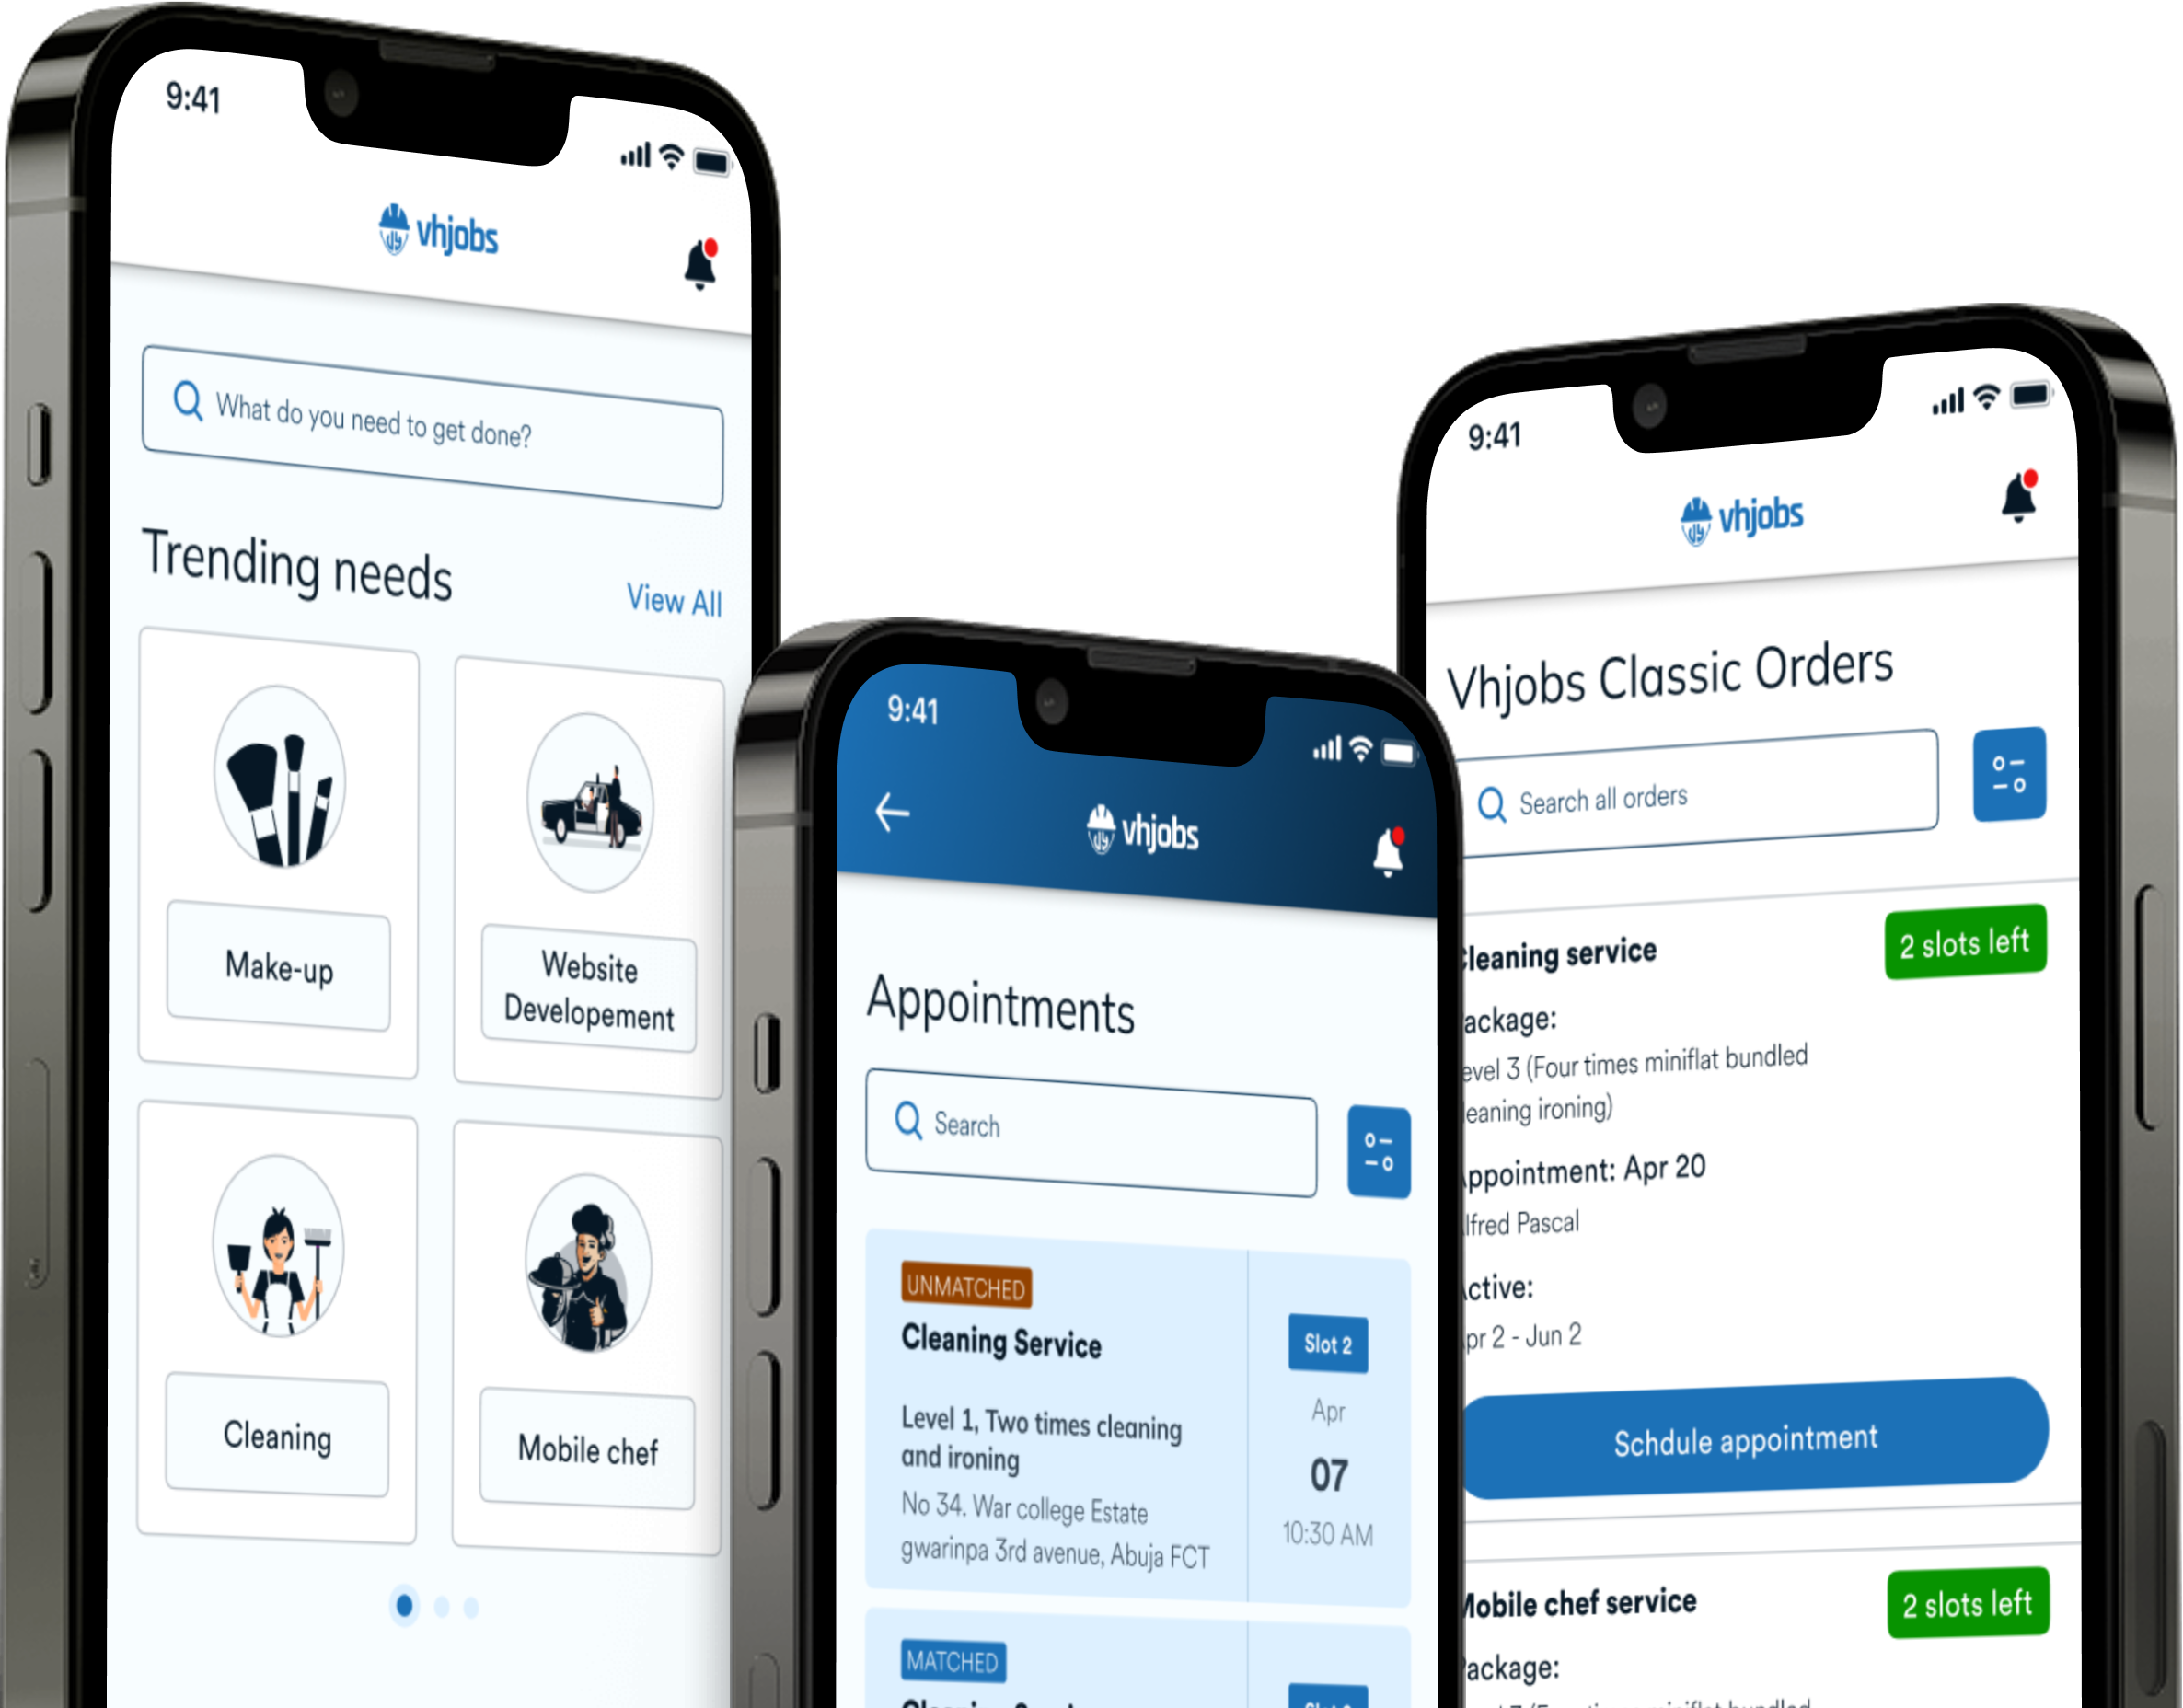 9:41
vhjobs
What do you need to get done?
Trending needs
View All
Make-up
Website
Developement
Cleaning
Mobile chef
9:41
vhjobs
Appointments
Search
UNMATCHED
Cleaning Service
Level 1, Two times cleaning
and ironing
No 34. War college Estate
gwarinpa 3rd avenue, Abuja FCT
Slot 2
Apr
07
10:30 AM
MATCHED
9:41
vhjobs
Vhjobs Classic Orders
Search all orders
Cleaning service
2 slots left
ackage:
evel 3 (Four times miniflat bundled
leaning ironing)
ppointment: Apr 20
lfred Pascal
ctive:
pr 2 - Jun 2
Schdule appointment
Mobile chef service
2 slots left
ackage: